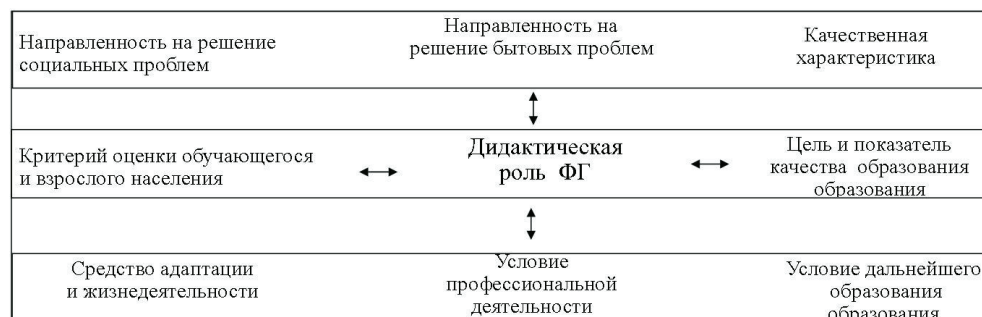 Направленность на решение
социальных проблем
Направленность на
решение бытовых проблем
Качественная
характеристика
Критерий оценки обучающегося
и взрослого населения
Дидактическая
роль ФГ
Цель и показатель
качества образования
образования
Средство адаптации
и жизнедеятельности
Условие
профессиональной
деятельности
Условие дальнейшего
образования
образования